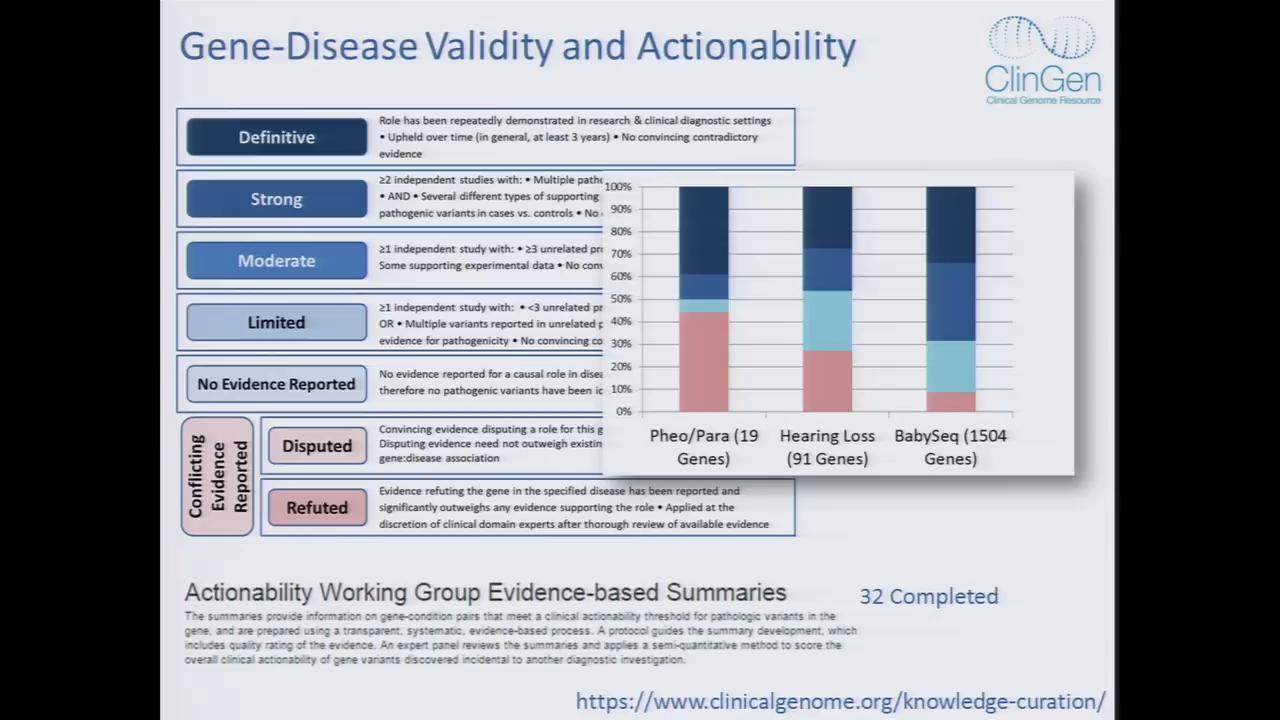 Gene-Disease Validity and Actionability
ClinGen
Clinical Genome Resource
Definitive
Role has been repeatedly demonstrated in research & clinical diagnostic settings
• Upheld over time (in general, at least 3 years) • No convincing contradictory
evidence
Strong
≥2 independent studies with: • Multiple
• AND • Several different types of supporting
pathogenic variants in cases vs. controls • No
Moderate
≥1 independent study with: • ≥3 unrelated
Some supporting experimental data • No
Limited
≥1 independent study with: • <3 unrelated
OR • Multiple variants reported in unrelated
evidence for pathogenicity • No convincing
No Evidence Reported
No evidence reported for a causal role in
therefore no pathogenic variants have been
Conflicting
Evidence
Reported
Disputed
Convincing evidence disputing a role for this
Disputing evidence need not outweigh
gene:disease association
Refuted
Evidence refuting the gene in the specified disease has been reported and
significantly outweighs any evidence supporting the role • Applied at the
discretion of clinical domain experts after thorough review of available evidence
100%
90%
80%
70%
60%
50%
40%
30%
20%
10%
0%
Pheo/Para (19
Genes)
Hearing Loss
(91 Genes)
BabySeq (1504
Genes)
Actionability Working Group Evidence-based Summaries
32 Completed
The summaries provide information on gene-condition pairs that meet a clinical actionability threshold for pathologic variants in the
gene, and are prepared using a transparent, systematic, evidence-based process. A protocol guides the summary development, which
includes quality rating of the evidence. An expert panel reviews the summaries and applies a semi-quantitative method to score the
overall clinical actionability of gene variants discovered incidental to another diagnostic investigation.
https://www.clinicalgenome.org/knowledge-curation/